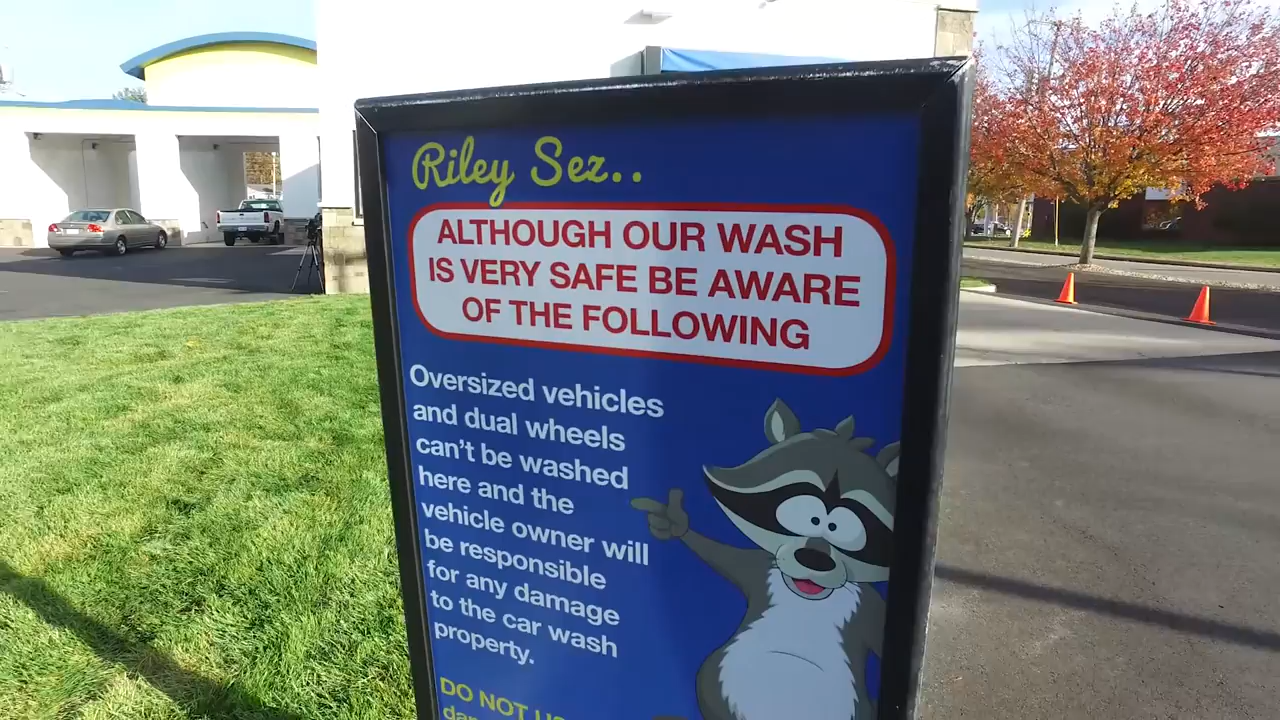 Riley Sez..
ALTHOUGH OUR WASH
IS VERY SAFE BE AWARE
OF THE FOLLOWING
Oversized vehicles
and dual wheels
can't be washed
here and the
vehicle owner will
be responsible
for any damage
to the car wash
property.
DO NOT